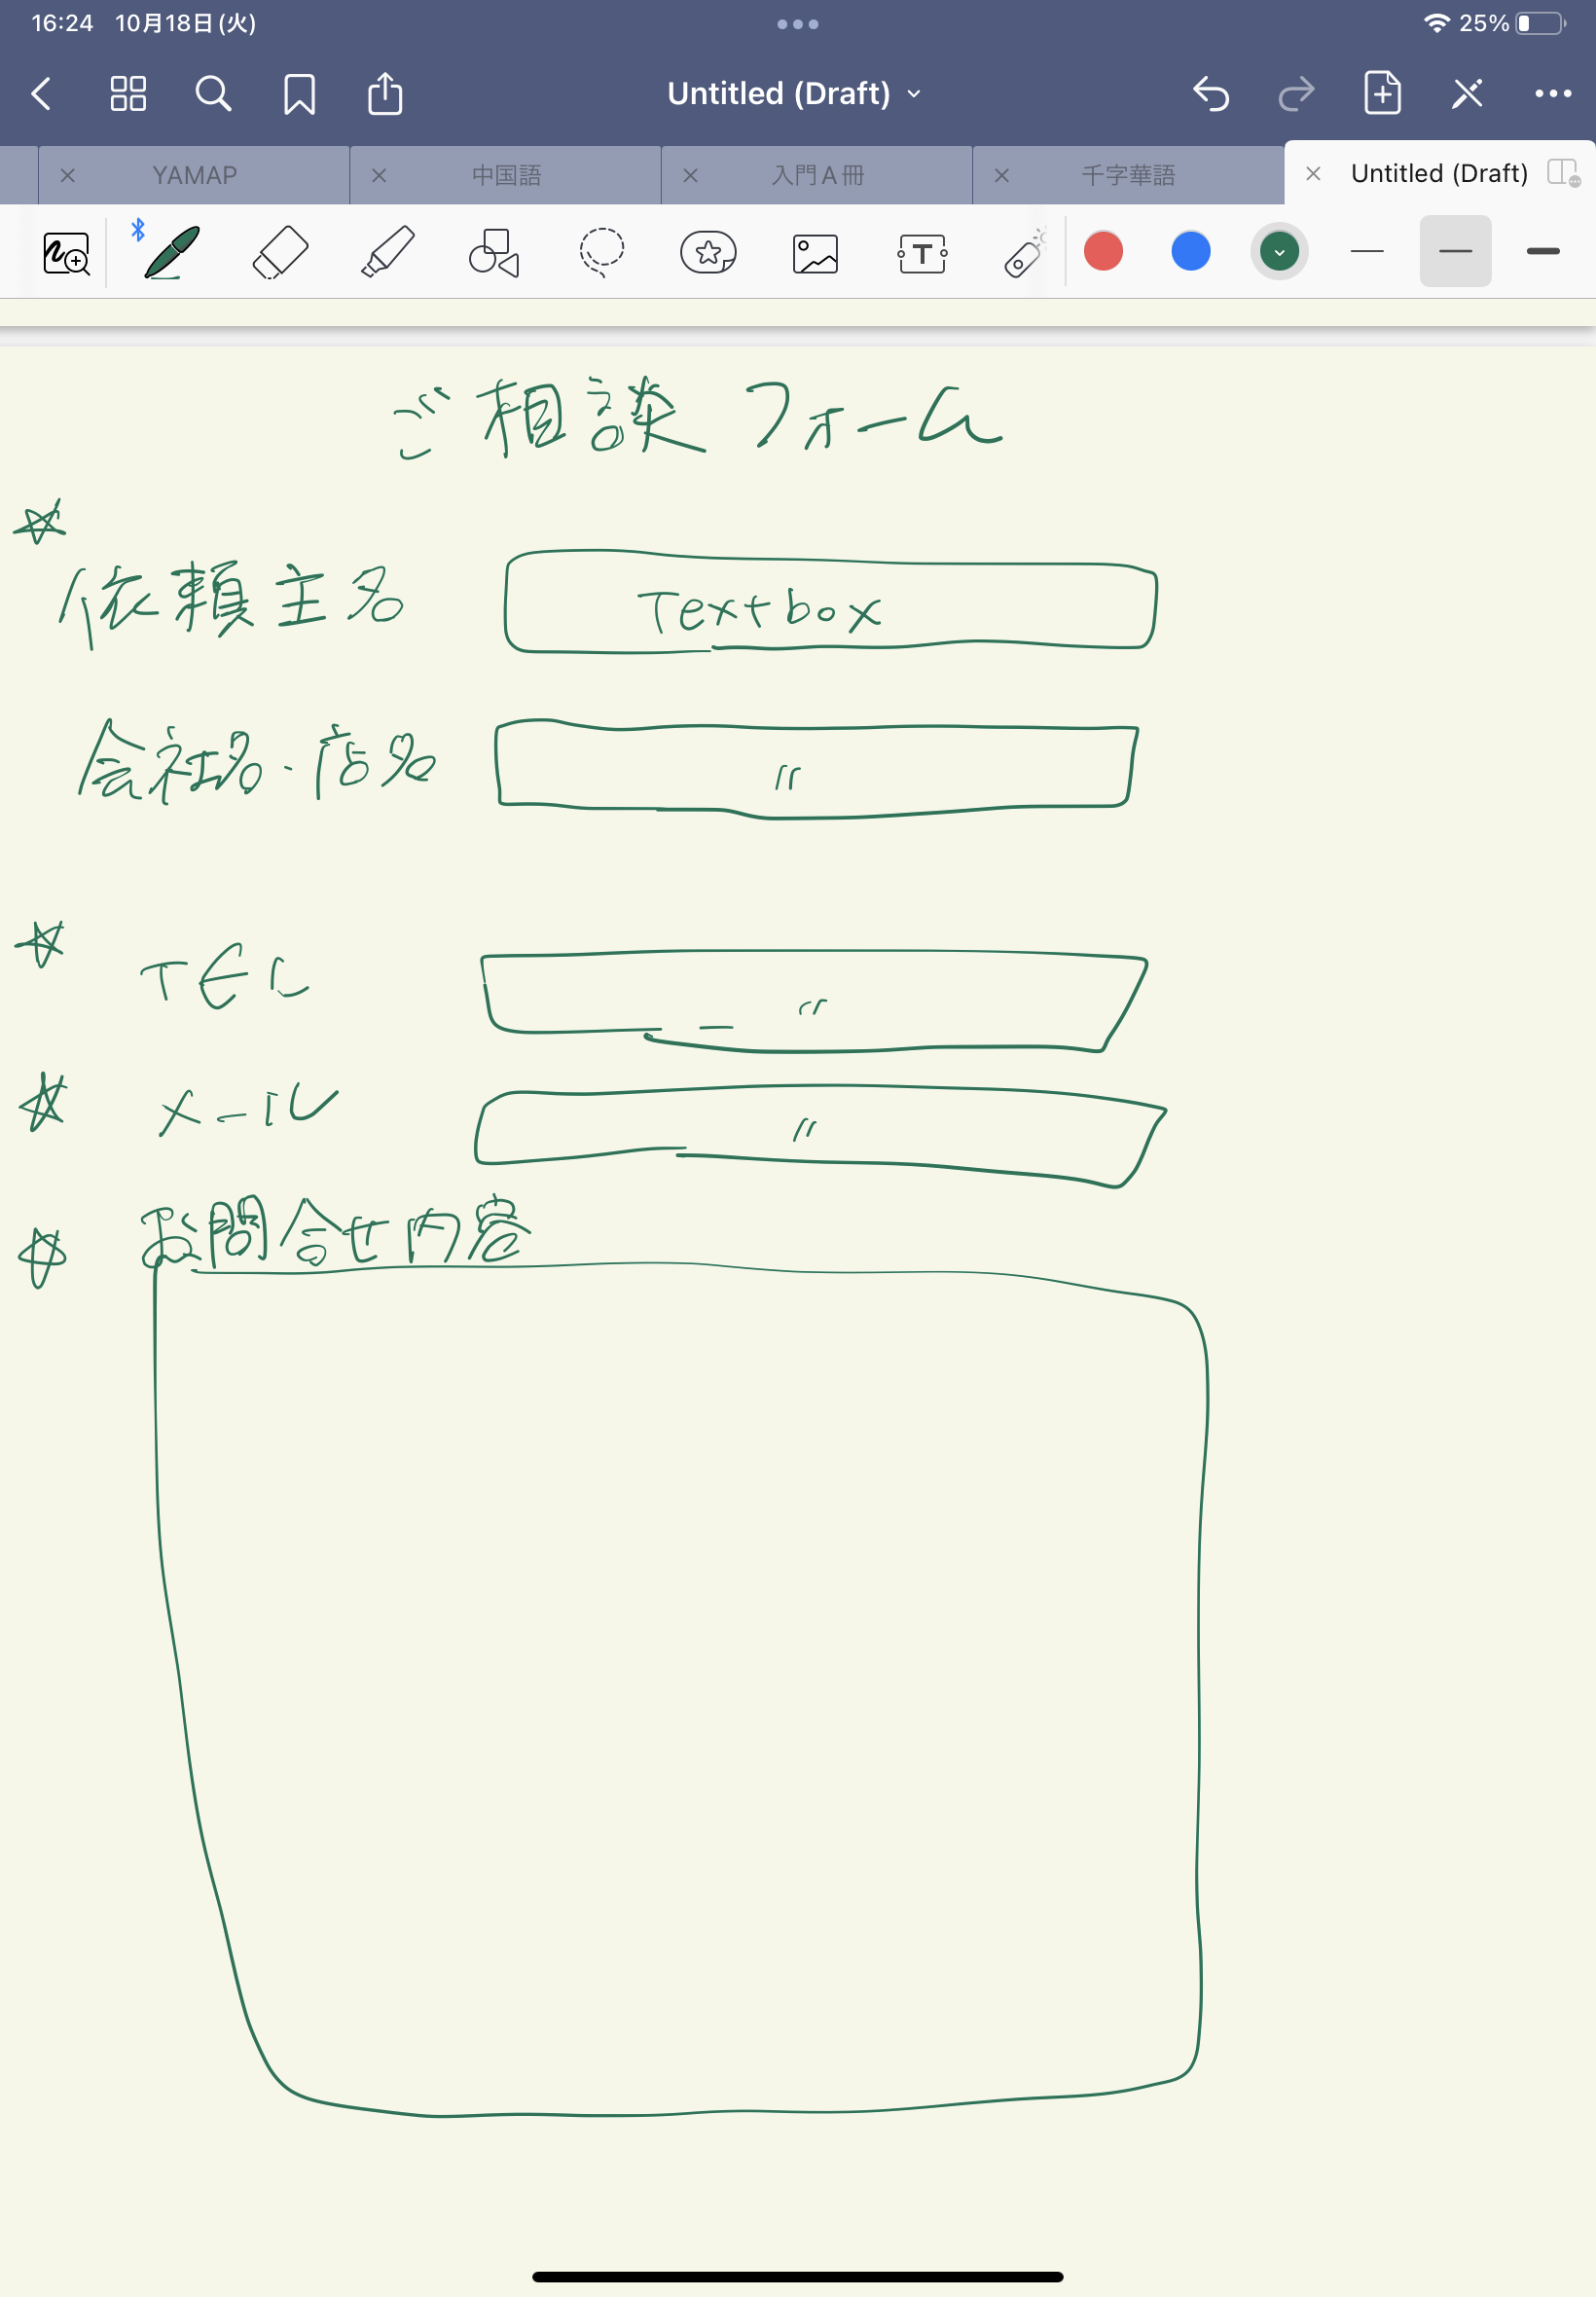 16:24 10月18日(火) 25%
Untitled (Draft)
YAMAP 中国語 入門A冊 千字華語 Untitled (Draft)
T
ご相談フォーム
☆
依頼主名 Textbox
会社名・店名 〃
☆ TEL 〃
☆ メール 〃
☆ お問合せ内容